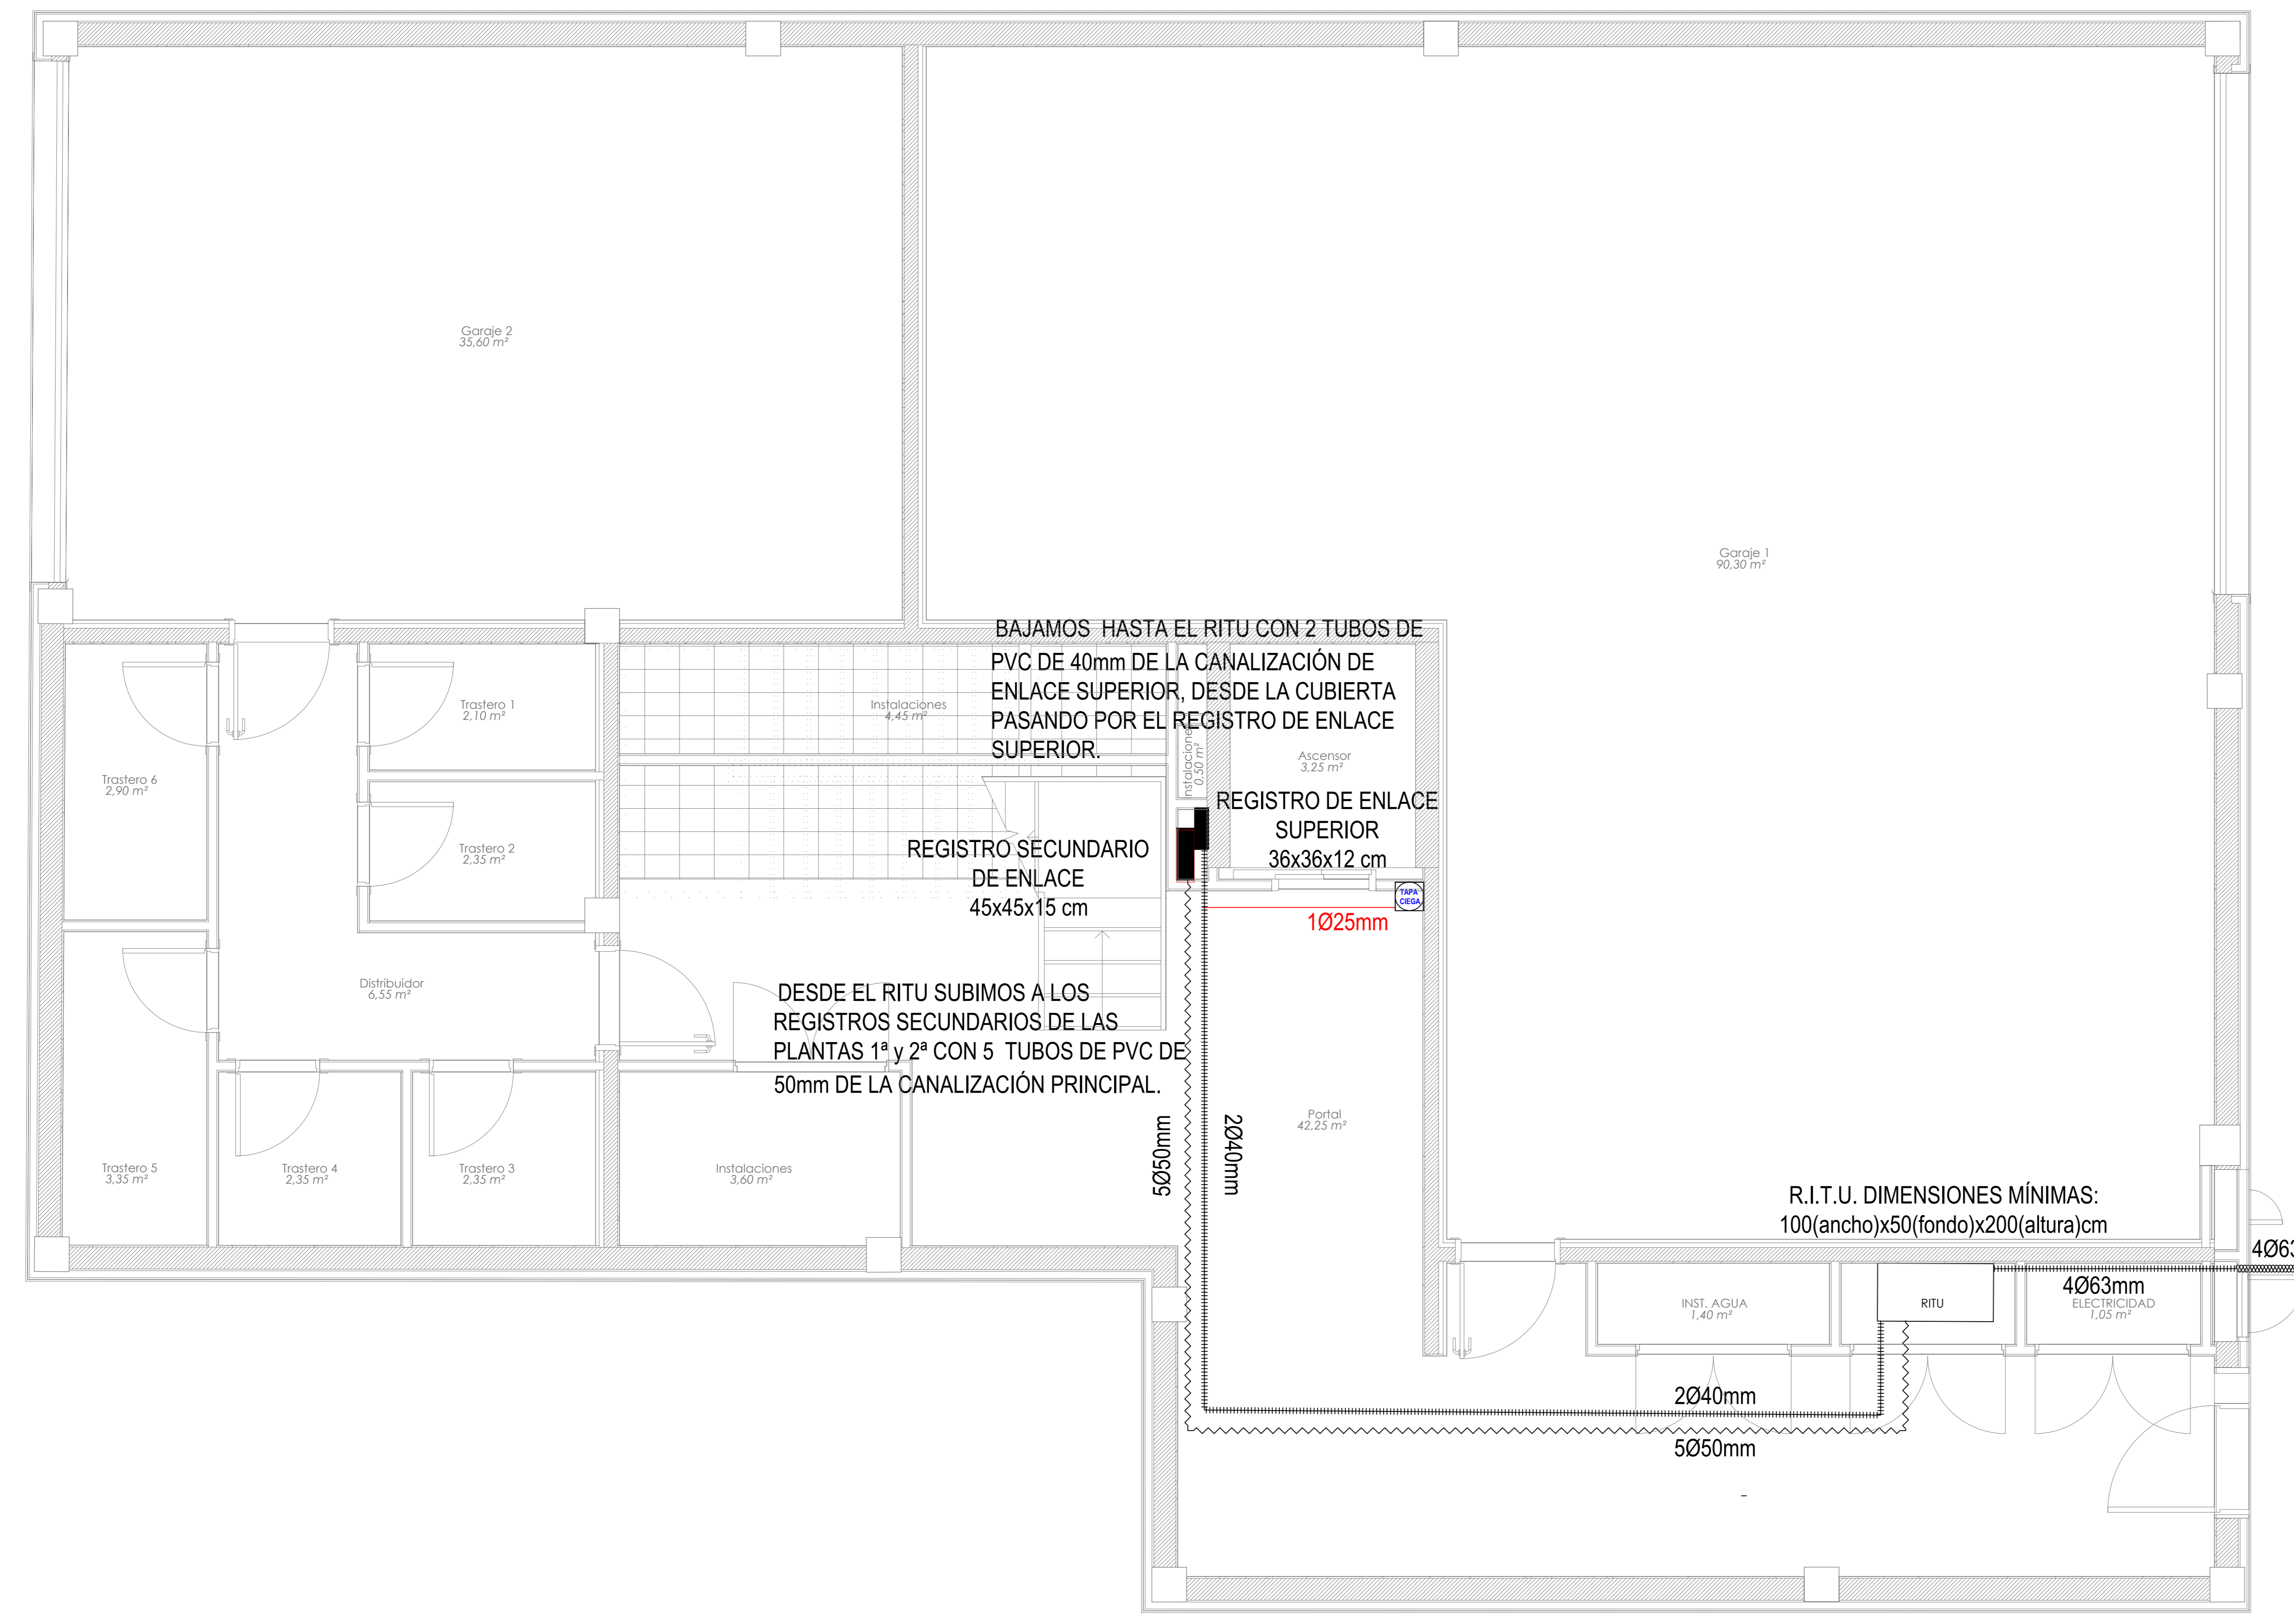 Garaje 2
35,60 m²
Garaje 1
90,30 m²
BAJAMOS HASTA EL RITU CON 2 TUBOS DE
PVC DE 40mm DE LA CANALIZACIÓN DE
ENLACE SUPERIOR, DESDE LA CUBIERTA
PASANDO POR EL REGISTRO DE ENLACE
SUPERIOR.
Trastero 1
2,10 m²
Instalaciones
4,45 m²
Instalaciones
0,50 m²
Ascensor
3,25 m²
Trastero 6
2,90 m²
REGISTRO DE ENLACE
SUPERIOR
36x36x12 cm
Trastero 2
2,35 m²
REGISTRO SECUNDARIO
DE ENLACE
45x45x15 cm
TAPA
CIEGA
1Ø25mm
Distribuidor
6,55 m²
DESDE EL RITU SUBIMOS A LOS
REGISTROS SECUNDARIOS DE LAS
PLANTAS 1ª y 2ª CON 5 TUBOS DE PVC DE
50mm DE LA CANALIZACIÓN PRINCIPAL.
5Ø50mm
2Ø40mm
Portal
42,25 m²
Trastero 5
3,35 m²
Trastero 4
2,35 m²
Trastero 3
2,35 m²
Instalaciones
3,60 m²
R.I.T.U. DIMENSIONES MÍNIMAS:
100(ancho)x50(fondo)x200(altura)cm
4Ø63
4Ø63mm
INST. AGUA
1,40 m²
RITU
ELECTRICIDAD
1,05 m²
2Ø40mm
5Ø50mm